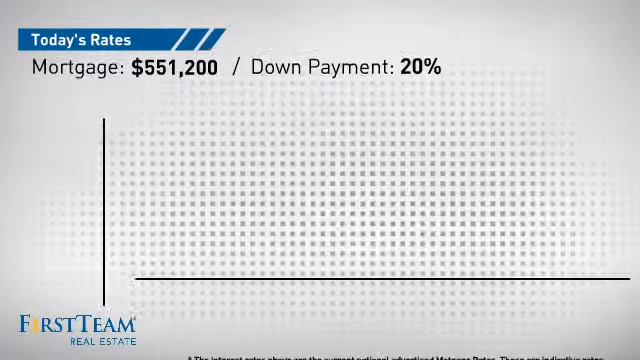 Today's Rates
Mortgage: $551,200 / Down Payment: 20%
FIRSTTEAM
REAL ESTATE
* The interest rates above are the current national advertised Mortgage Rates. These are indicative rates